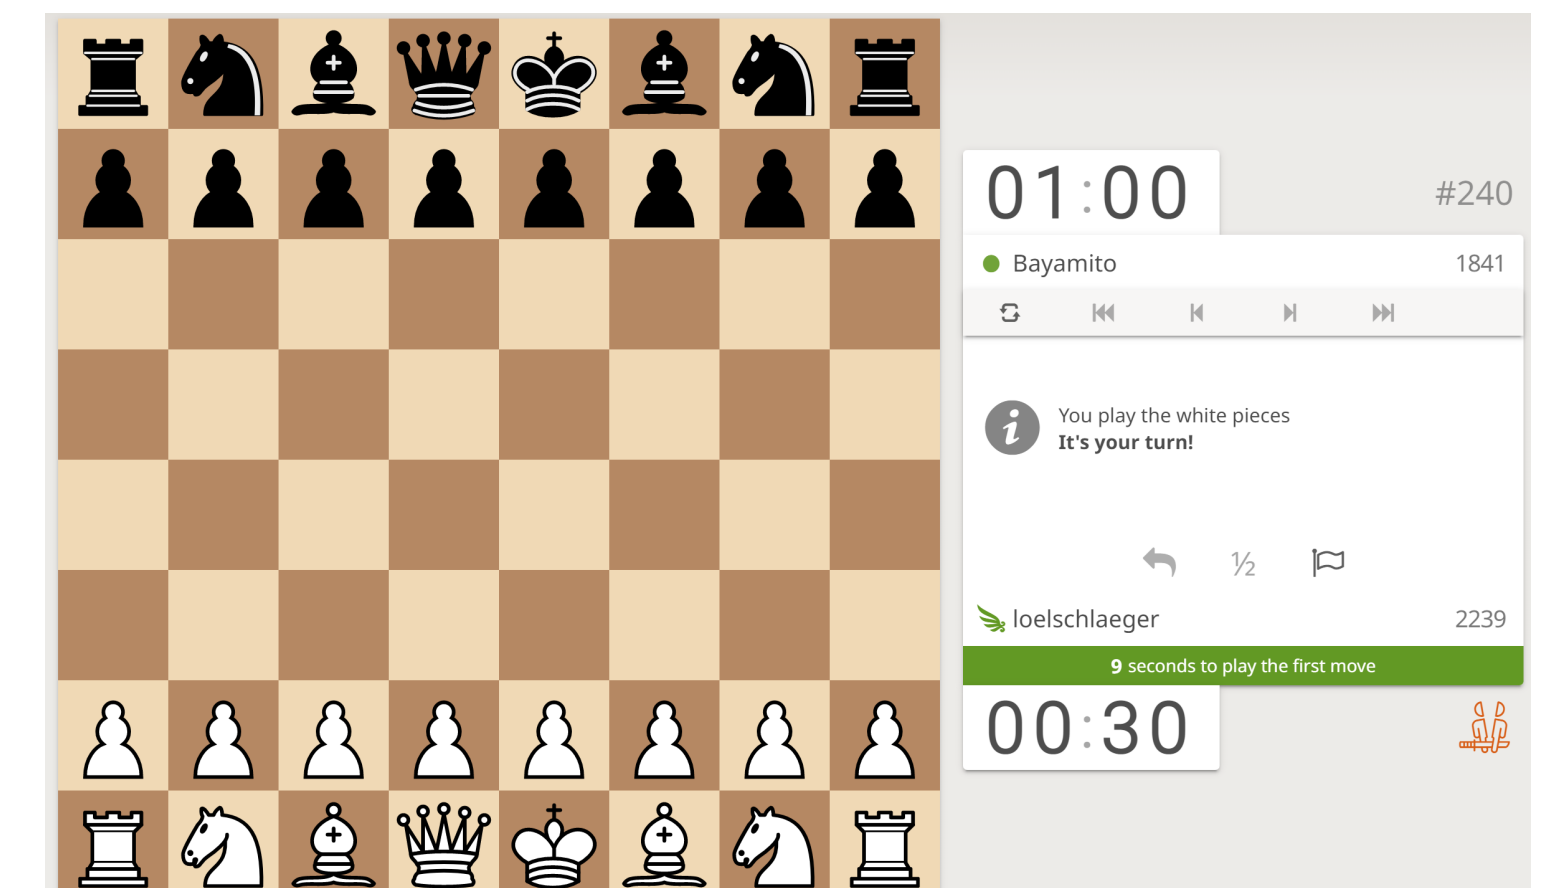 01:00
#240
Bayamito 1841
You play the white pieces
It's your turn!
½
loelschlaeger 2239
9 seconds to play the first move
00:30